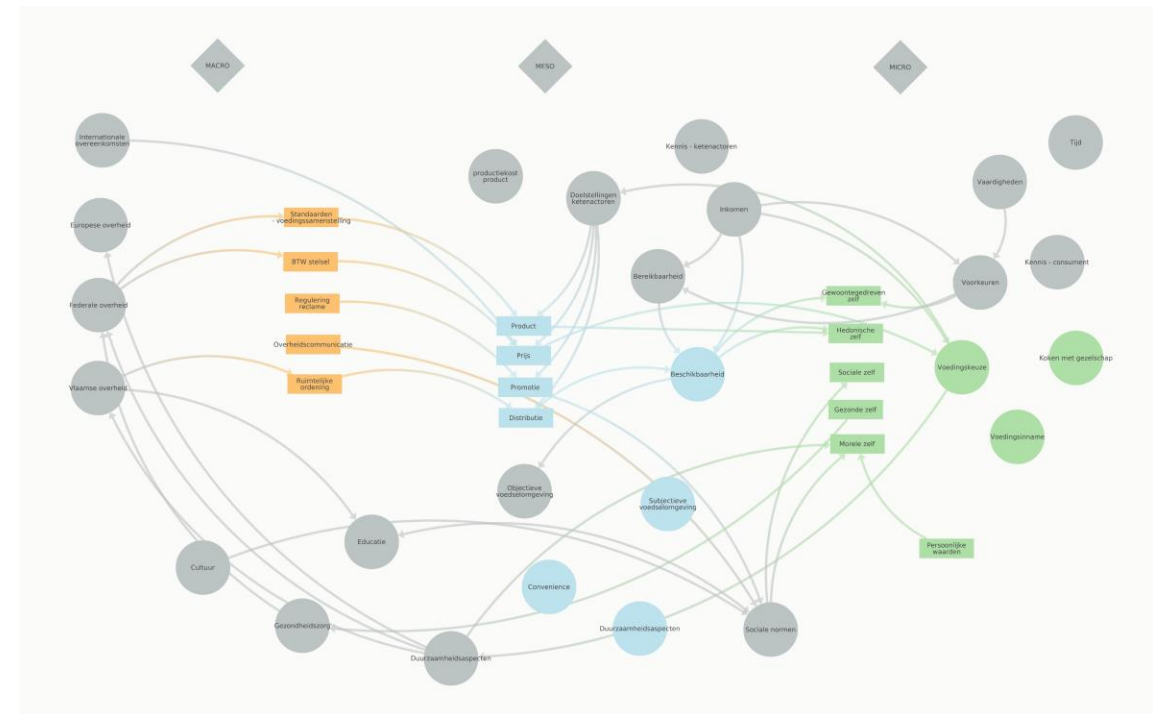 MACRO
MESO
MICRO
Internationale
overeenkomsten
Kennis - ketenactoren
Tijd
productiekost
product
Doelstellingen
ketenactoren
Vaardigheden
Inkomen
Standaarden
- voedingssamenstelling
Europese overheid
BTW stelsel
Kennis - consument
Bereikbaarheid
Voorkeuren
Gewoontegedreven
zelf
Federale overheid
Regulering
reclame
Product
Hedonische
zelf
Overheidscommunicatie
Prijs
Koken met gezelschap
Voedingskeuze
Beschikbaarheid
Sociale zelf
Vlaamse overheid
Ruimtelijke
ordening
Promotie
Gezonde zelf
Distributie
Voedingsinname
Morele zelf
Objectieve
voedselomgeving
Subjectieve
voedselomgeving
Educatie
Persoonlijke
waarden
Cultuur
Convenience
Gezondheidszorg
Duurzaamheidsaspecten
Sociale normen
Duurzaamheidsaspecten